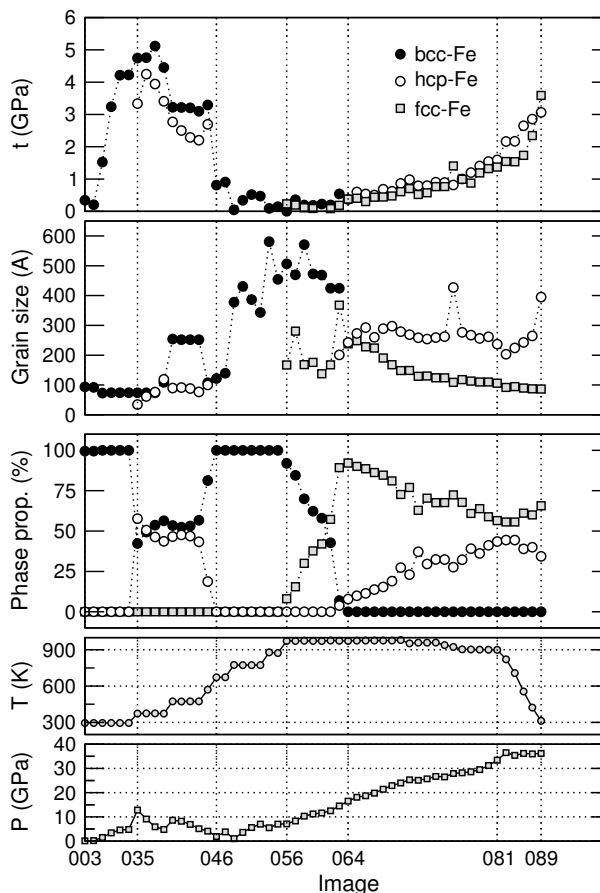 6
5
4
3
2
1
0
t (GPa)
bcc-Fe
hcp-Fe
fcc-Fe
600
500
400
300
200
100
0
Grain size (A)
100
75
50
25
0
Phase prop. (%)
900
600
300
T (K)
40
30
20
10
0
P (GPa)
003 035 046 056 064 081 089
Image